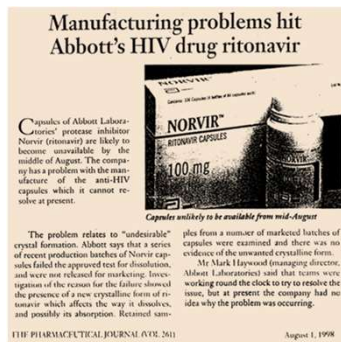 Manufacturing problems hit
Abbott's HIV drug ritonavir
Capsules of Abbott Labora-
tories' protease inhibitor
Norvir (ritonavir) are likely to
become unavailable by the
middle of August. The compa-
ny has a problem with the man-
ufacture of the anti-HIV
capsules which it cannot re-
solve at present.
NORVIR™
NORVIR™
RITONAVIR CAPSULES
100 mg
NORVIR
Capsules unlikely to be available from mid-August
The problem relates to "undesirable"
crystal formation. Abbott says that a series
of recent production batches of Norvir cap-
sules failed the approved test for dissolution,
and were not released for marketing. Inves-
tigation of the reason for the failure showed
the presence of a new crystalline form of ri-
tonavir which affects the way it dissolves,
and possibly its absorption. Retained sam-
ples from a number of marketed batches of
capsules were examined and there was no
evidence of the unwanted crystalline form.
Mr Mark Haywood (managing director,
Abbott Laboratories) said that teams were
working round the clock to try to resolve the
issue, but at present the company had no
idea why the problem was occurring.
THE PHARMACEUTICAL JOURNAL (VOL 261)
August 1, 1998